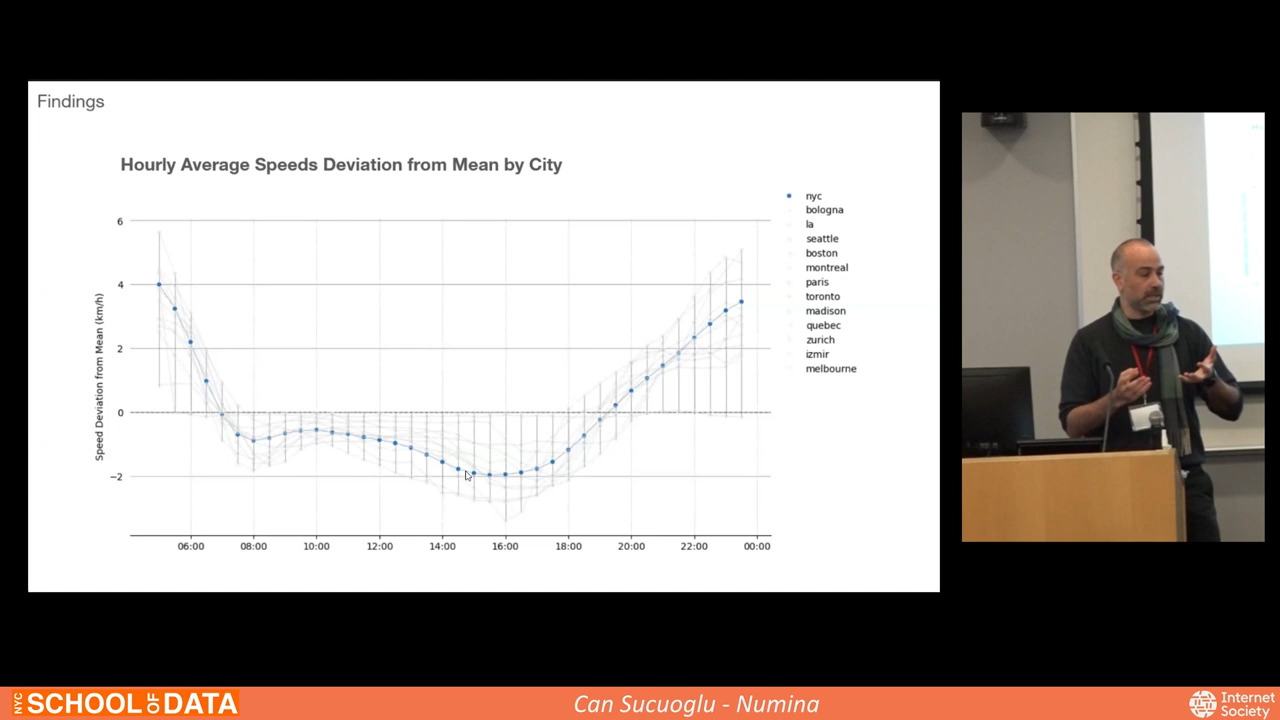 Findings
Hourly Average Speeds Deviation from Mean by City
Speed Deviation from Mean (km/h)
6
4
2
0
−2
06:00 08:00 10:00 12:00 14:00 16:00 18:00 20:00 22:00 00:00
nyc
bologna
la
seattle
boston
montreal
paris
toronto
madison
quebec
zurich
izmir
melbourne
NYC SCHOOL OF DATA
Can Sucuoglu - Numina
Internet
Society